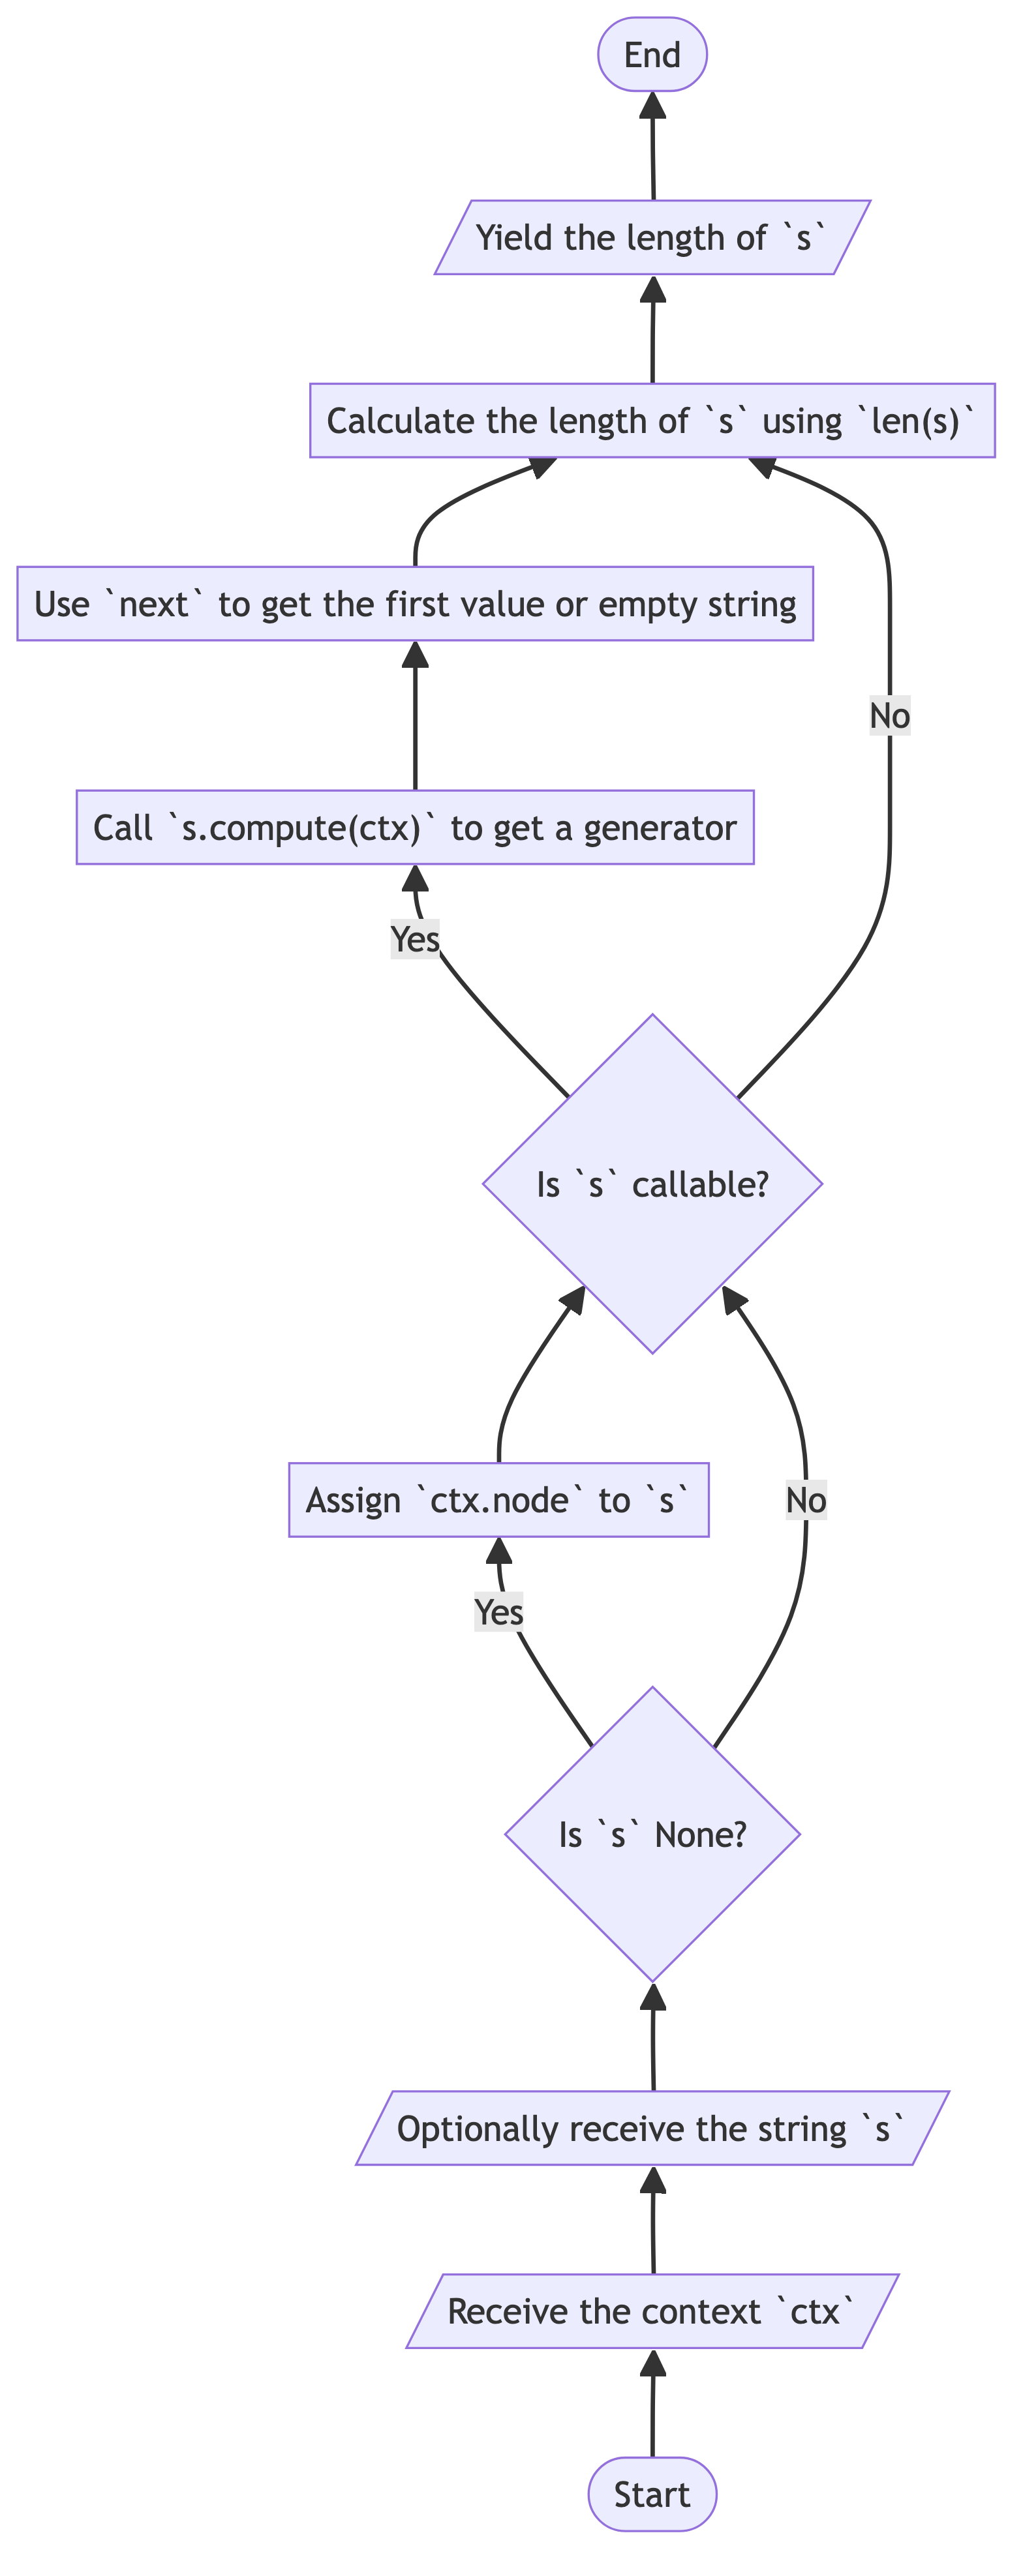 End
Yield the length of `s`
Calculate the length of `s` using `len(s)`
Use `next` to get the first value or empty string
No
Call `s.compute(ctx)` to get a generator
Yes
Is `s` callable?
Assign `ctx.node` to `s`
No
Yes
Is `s` None?
Optionally receive the string `s`
Receive the context `ctx`
Start